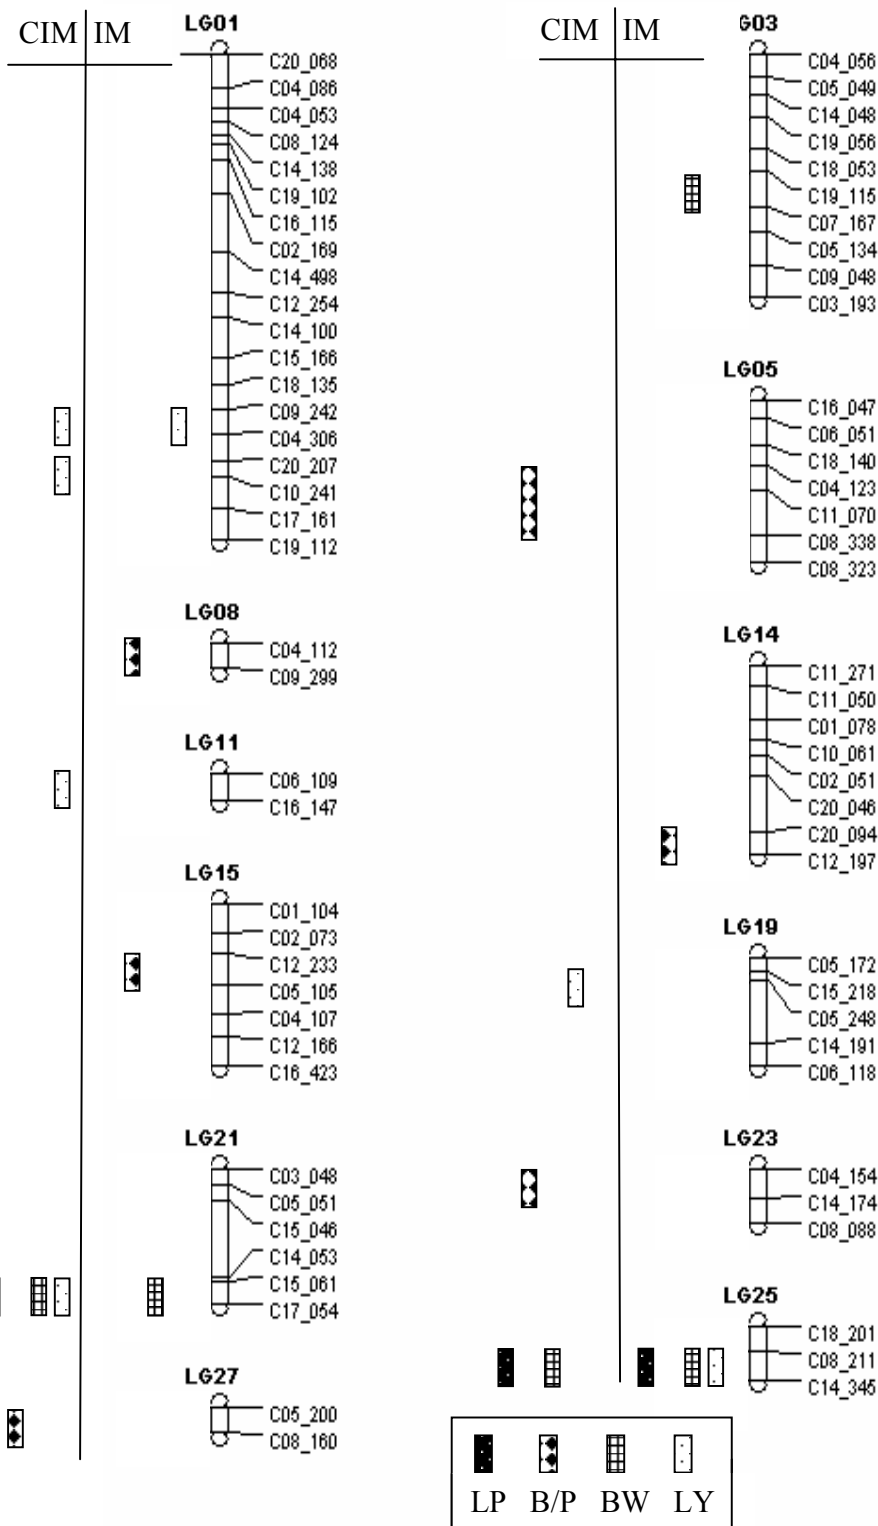 CIM IM
LG01
C20_068
C04_086
C04_053
C08_124
C14_138
C19_102
C16_115
C02_169
C14_498
C12_254
C14_100
C15_166
C18_135
C09_242
C04_306
C20_207
C10_241
C17_161
C19_112
LG08
C04_112
C09_299
LG11
C06_109
C16_147
LG15
C01_104
C02_073
C12_233
C05_105
C04_107
C12_166
C16_423
LG21
C03_048
C05_051
C15_046
C14_053
C15_061
C17_054
LG27
C05_200
C08_160
CIM IM
G03
C04_056
C05_049
C14_048
C19_056
C18_053
C19_115
C07_167
C05_134
C09_048
C03_193
LG05
C16_047
C06_051
C18_140
C04_123
C11_070
C08_338
C08_323
LG14
C11_271
C11_050
C01_078
C10_061
C02_051
C20_046
C20_094
C12_197
LG19
C05_172
C15_218
C05_248
C14_191
C06_118
LG23
C04_154
C14_174
C08_088
LG25
C18_201
C08_211
C14_345
LP B/P BW LY